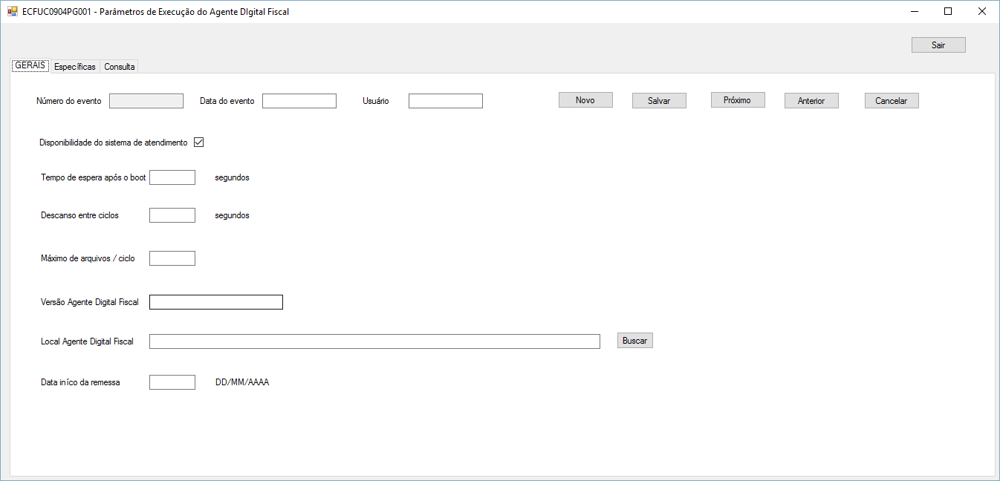 ECFUC0904PG001 - Parâmetros de Execução do Agente DIgital Fiscal
Sair
GERAIS Específicas Consulta
Número do evento Data do evento Usuário Novo Salvar Próximo Anterior Cancelar
Disponibilidade do sistema de atendimento
Tempo de espera após o boot segundos
Descanso entre ciclos segundos
Máximo de arquivos / ciclo
Versão Agente Digital Fiscal
Local Agente Digital Fiscal Buscar
Data iníco da remessa DD/MM/AAAA